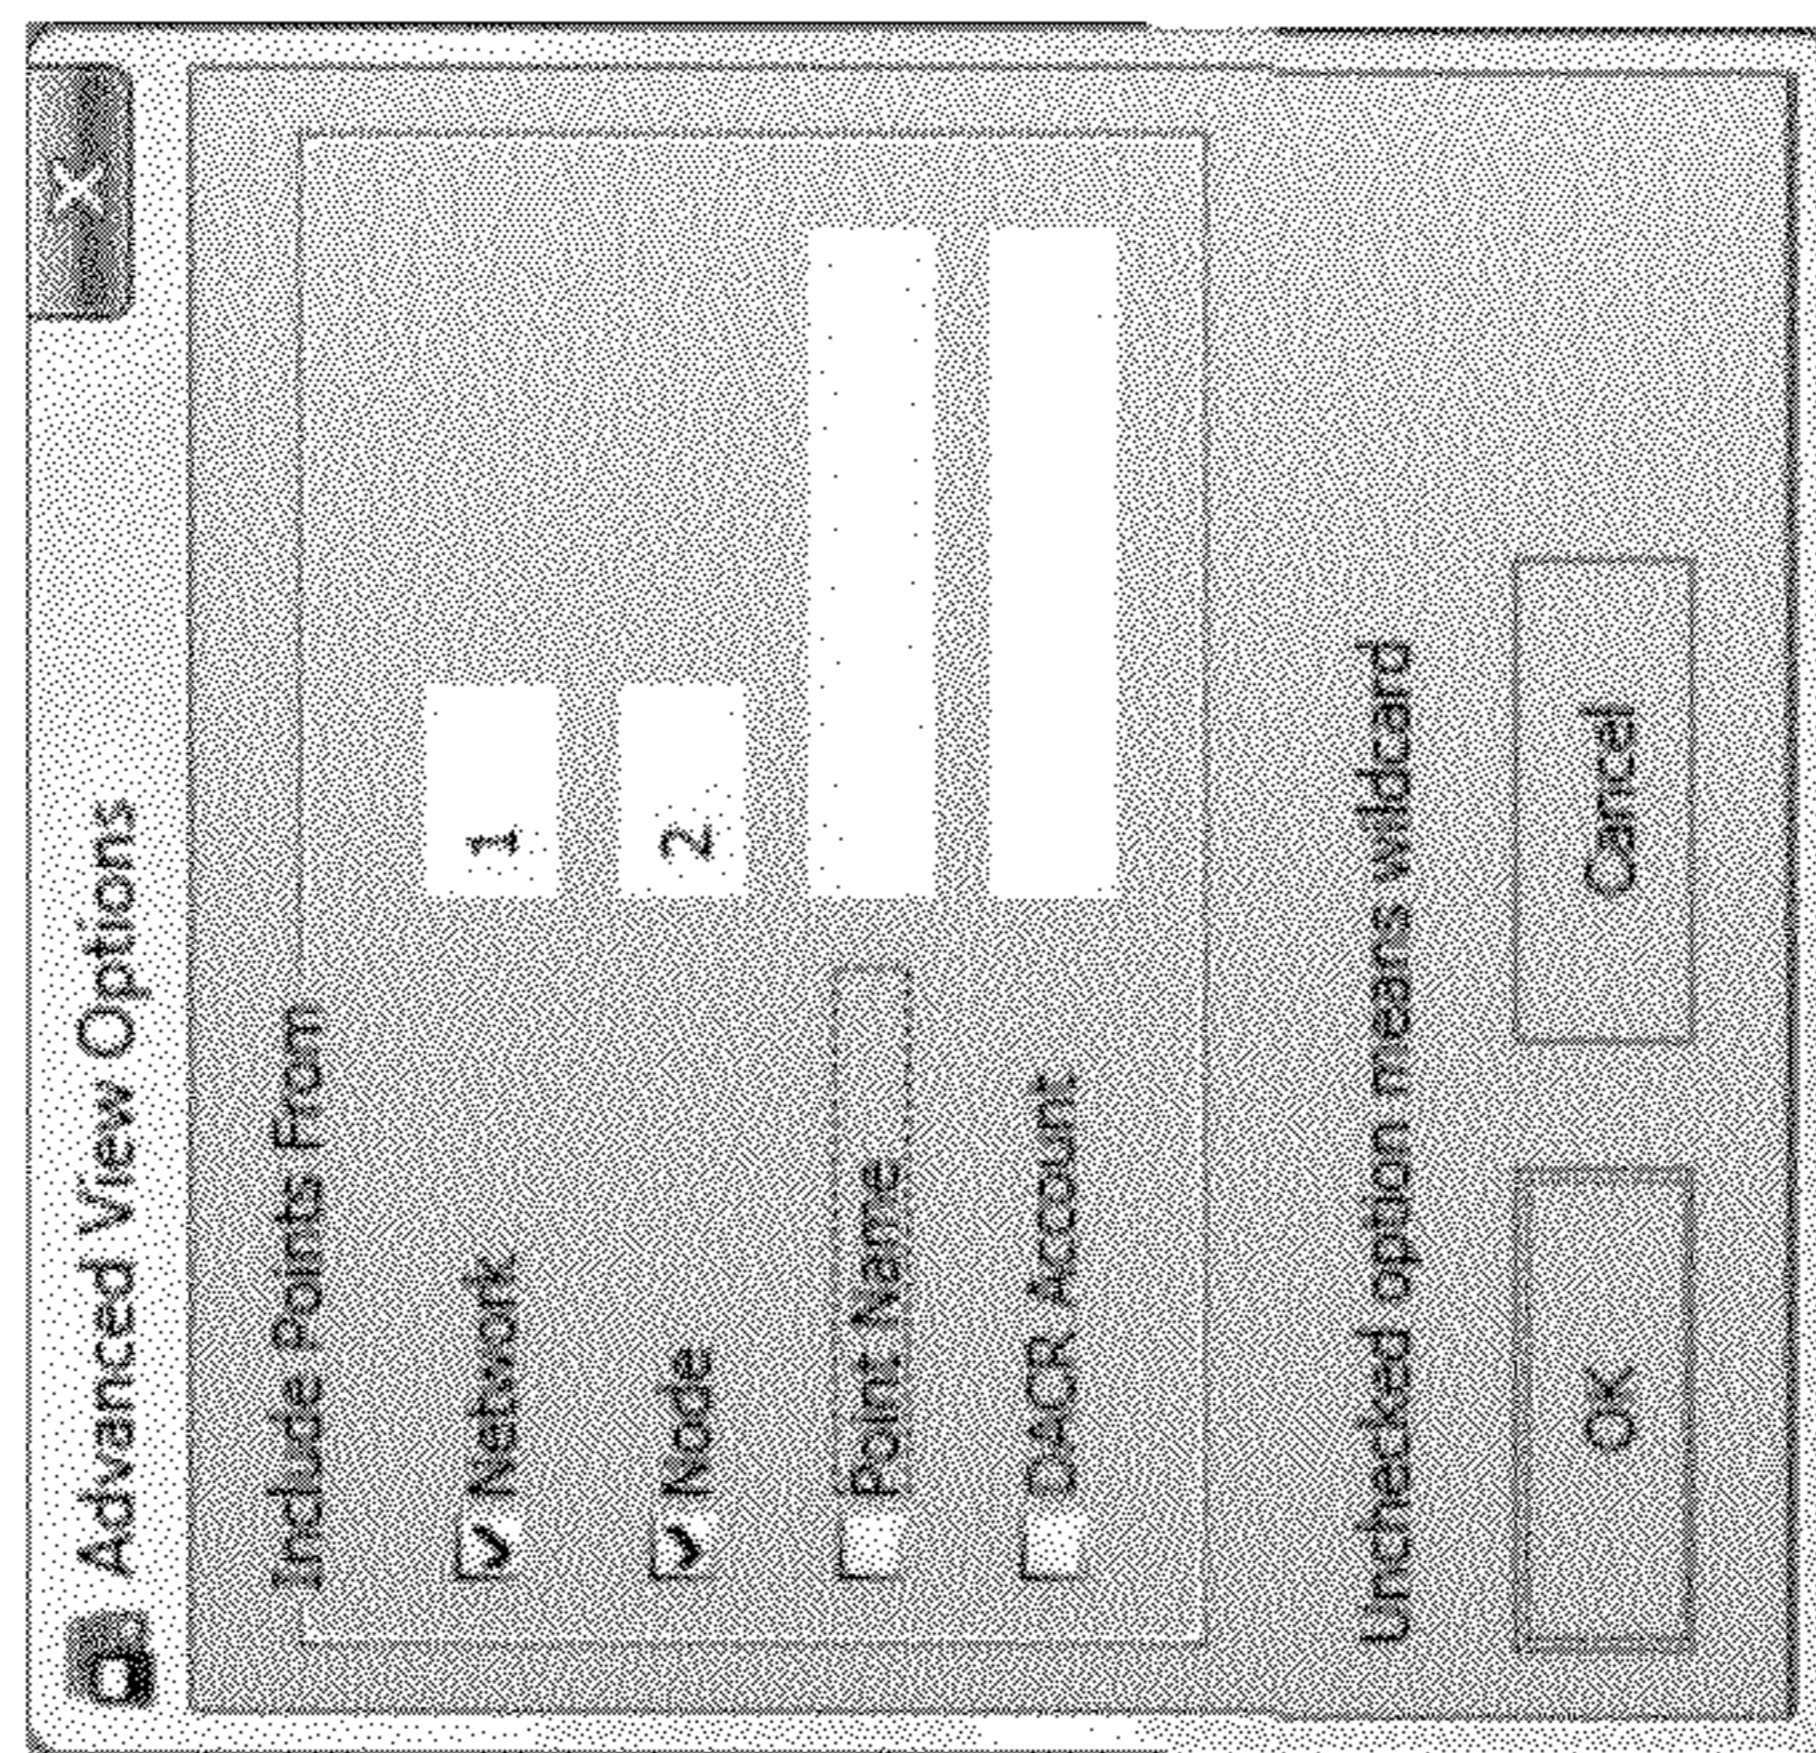 Advanced View Options
X
Include Points From
Network 1
Node 2
Point Name
DACR Account
Unchecked option means wildcard
OK Cancel